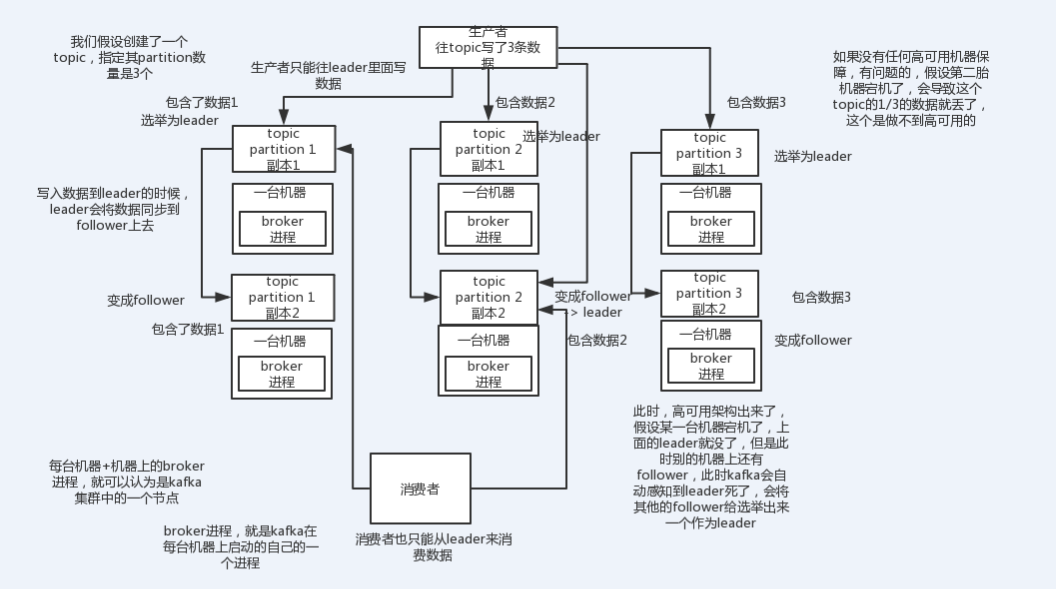 生产者
往topic写了3条数
据
我们假设创建了一个
topic，指定其partition数
量是3个
生产者只能往leader里面写
数据
如果没有任何高可用机器保
障，有问题的，假设第二胎
机器宕机了，会导致这个
topic的1/3的数据就丢了，
这个是做不到高可用的
包含了数据1
选举为leader
包含数据2
选举为leader
包含数据3
选举为leader
topic
partition 1
副本1
topic
partition 2
副本1
topic
partition 3
副本1
一台机器
broker
进程
一台机器
broker
进程
一台机器
broker
进程
写入数据到leader的时候，
leader会将数据同步到
follower上去
变成follower
包含了数据1
topic
partition 1
副本2
topic
partition 2
副本2
变成follower
-> leader
包含数据2
topic
partition 3
副本2
包含数据3
变成follower
一台机器
broker
进程
一台机器
broker
进程
一台机器
broker
进程
此时，高可用架构出来了，
假设某一台机器宕机了，上
面的leader就没了，但是此
时别的机器上还有
follower，此时kafka会自
动感知到leader死了，会将
其他的follower给选举出来
一个作为leader
每台机器+机器上的broker
进程，就可以认为是kafka
集群中的一个节点
消费者
broker进程，就是kafka在
每台机器上启动的自己的一
个进程
消费者也只能从leader来消
费数据